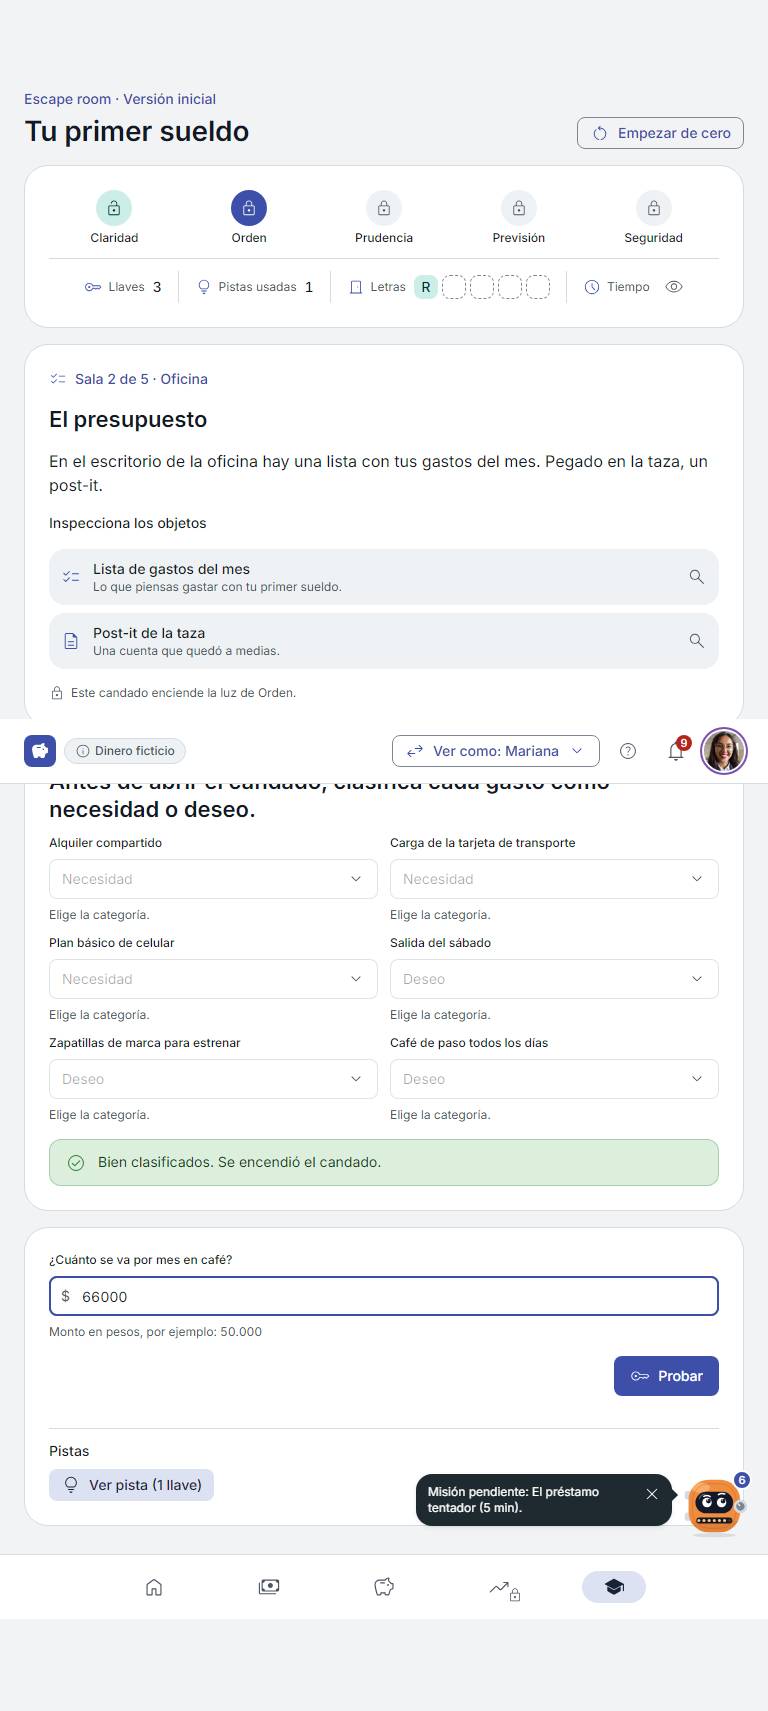 Escape room · Versión inicial
Tu primer sueldo
Empezar de cero
Claridad
Orden
Prudencia
Previsión
Seguridad
Llaves 3
Pistas usadas 1
Letras R
Tiempo
Sala 2 de 5 · Oficina
El presupuesto
En el escritorio de la oficina hay una lista con tus gastos del mes. Pegado en la taza, un
post-it.
Inspecciona los objetos
Lista de gastos del mes
Lo que piensas gastar con tu primer sueldo.
Post-it de la taza
Una cuenta que quedó a medias.
Este candado enciende la luz de Orden.
Dinero ficticio
Ver como: Mariana
9
Antes de abrir el candado, clasifica cada gasto como
necesidad o deseo.
Alquiler compartido
Carga de la tarjeta de transporte
Necesidad
Necesidad
Elige la categoría.
Elige la categoría.
Plan básico de celular
Salida del sábado
Necesidad
Deseo
Elige la categoría.
Elige la categoría.
Zapatillas de marca para estrenar
Café de paso todos los días
Deseo
Deseo
Elige la categoría.
Elige la categoría.
Bien clasificados. Se encendió el candado.
¿Cuánto se va por mes en café?
$ 66000
Monto en pesos, por ejemplo: 50.000
Probar
Pistas
Ver pista (1 llave)
Misión pendiente: El préstamo
tentador (5 min).
6